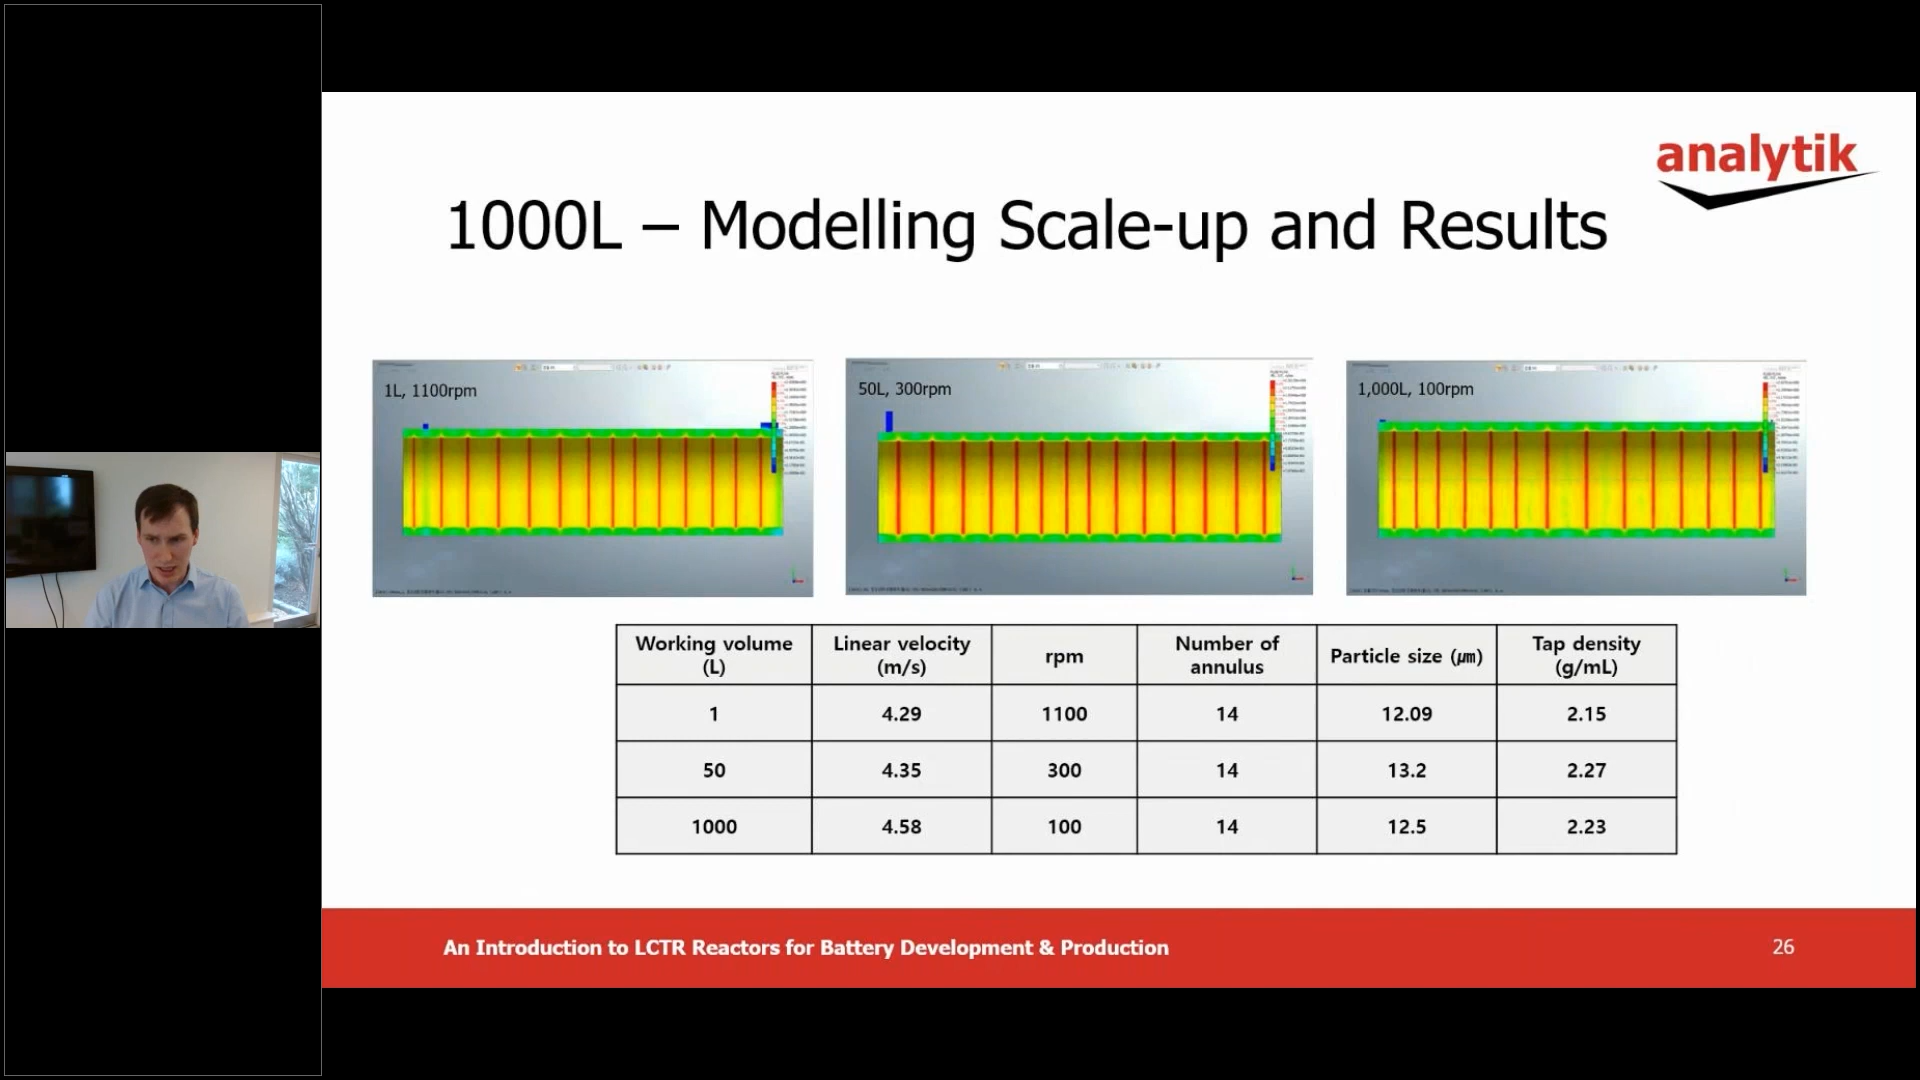 analytik
1000L – Modelling Scale-up and Results
1L, 1100rpm
50L, 300rpm
1,000L, 100rpm
Working volume (L) Linear velocity (m/s) rpm Number of annulus Particle size (㎛) Tap density (g/mL)
1 4.29 1100 14 12.09 2.15
50 4.35 300 14 13.2 2.27
1000 4.58 100 14 12.5 2.23
An Introduction to LCTR Reactors for Battery Development & Production
26